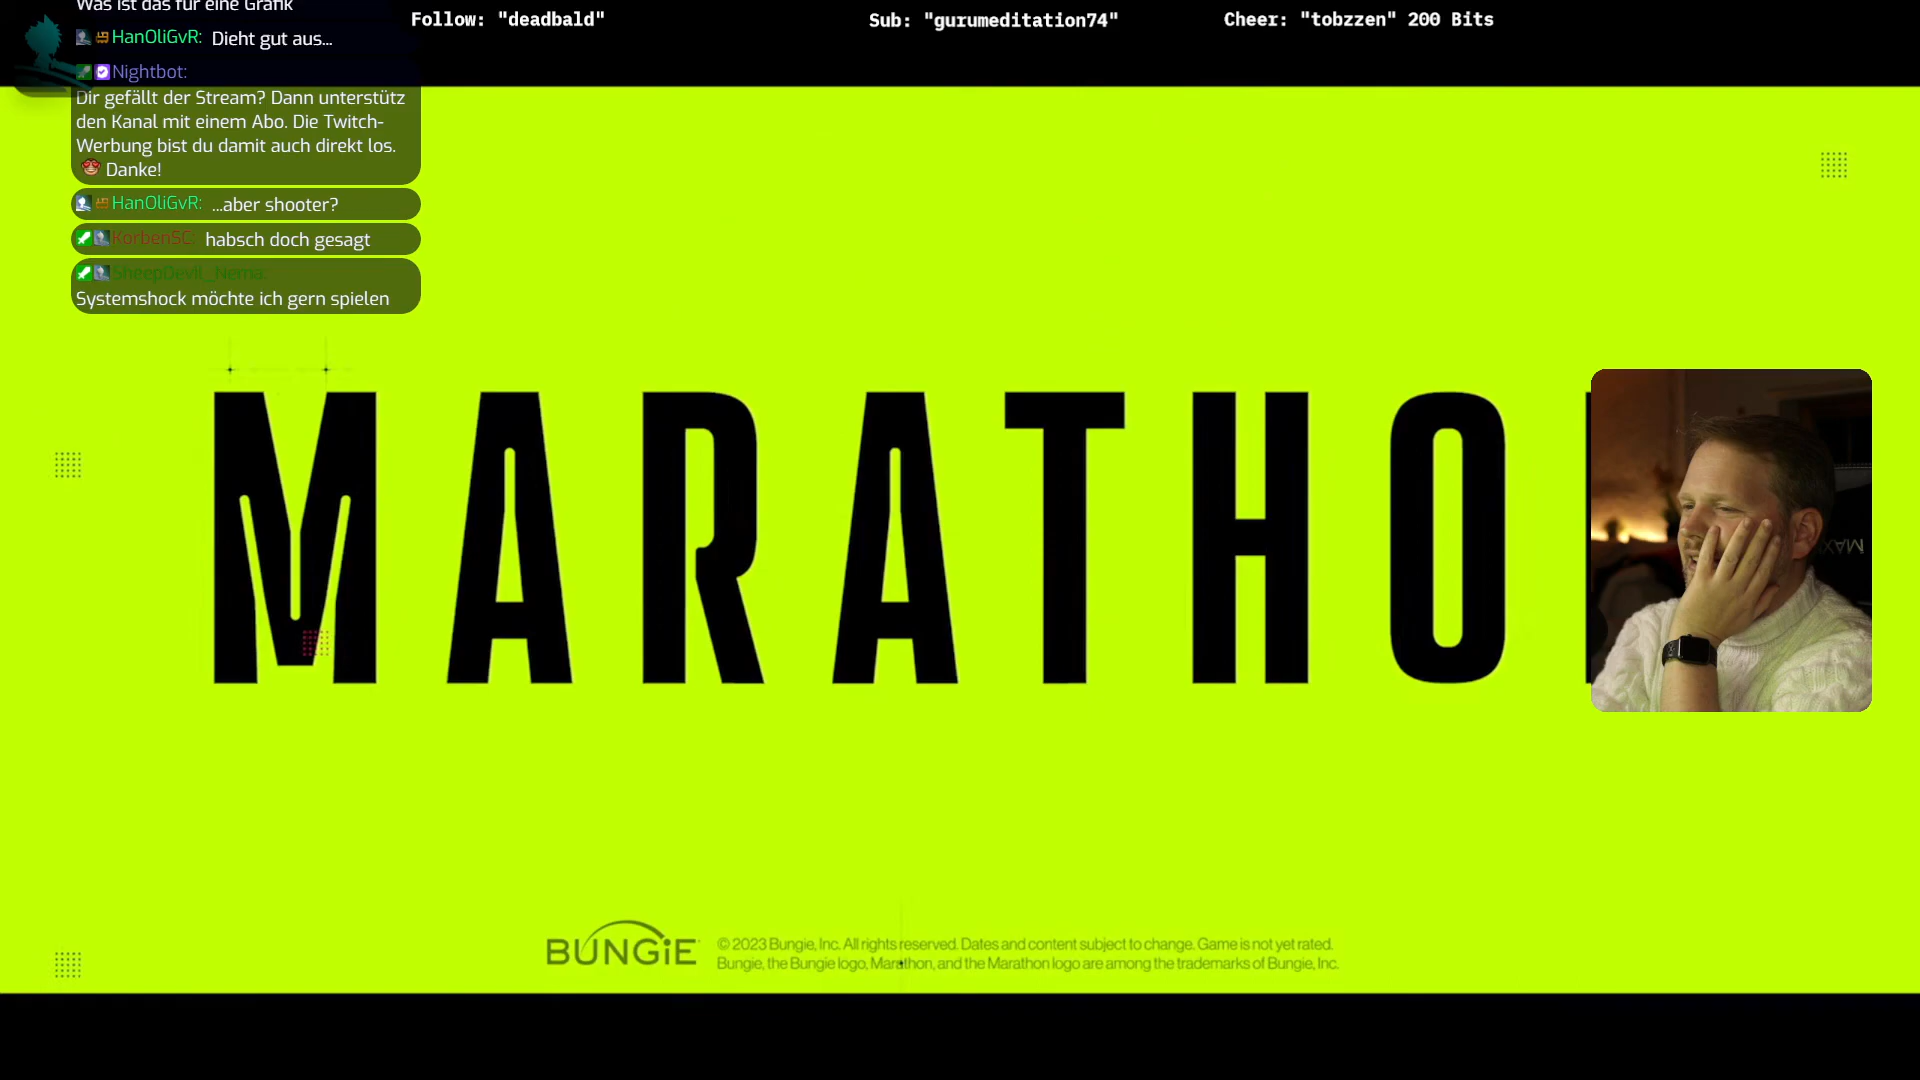 Was ist das für eine Grafik
HanOliGvR: Dieht gut aus...
Nightbot:
Dir gefällt der Stream? Dann unterstütz
den Kanal mit einem Abo. Die Twitch-
Werbung bist du damit auch direkt los.
Danke!
HanOliGvR: ...aber shooter?
KorbenSC: habsch doch gesagt
SheepDevil_Nema:
Systemshock möchte ich gern spielen
Follow: "deadbald"
Sub: "gurumeditation74"
Cheer: "tobzzen" 200 Bits
MARATHO
BUNGiE
© 2023 Bungie, Inc. All rights reserved. Dates and content subject to change. Game is not yet rated.
Bungie, the Bungie logo, Marathon, and the Marathon logo are among the trademarks of Bungie, Inc.